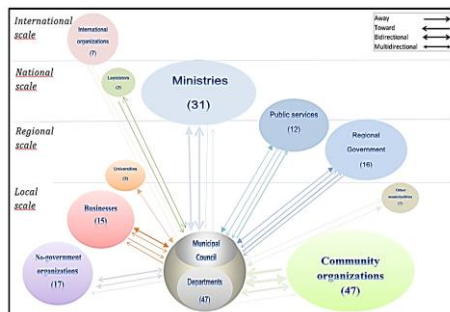 International
scale
National
scale
Regional
scale
Local
scale
Away
Toward
Bidirectional
Multidirectional
International
organizations
(7)
Legislators
Ministries
(31)
Public services
(12)
Regional
Government
(16)
Universities
Businesses
(15)
No-government
organizations
(17)
Municipal
Council
Departments
(47)
Other
municipalities
Community
organizations
(47)